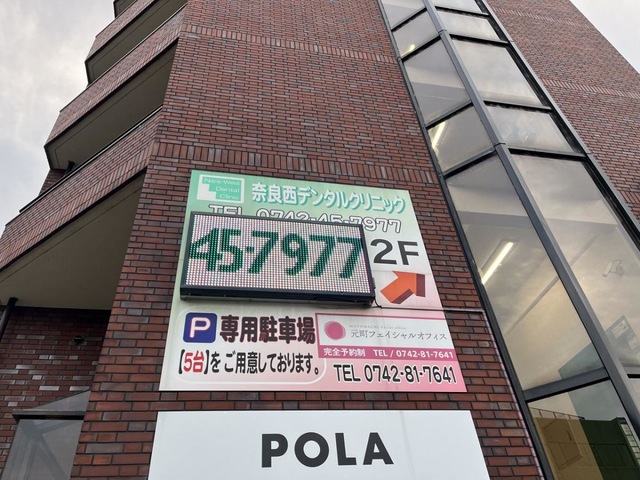 Nara-West
Dental
Clinic
奈良西デンタルクリニック
TEL 0742-45-7977
45-7977
2F
P 専用駐車場
【5台】をご用意しております。
元町フェイシャルオフィス
完全予約制 TEL / 0742-81-7641
TEL 0742-81-7641
POLA